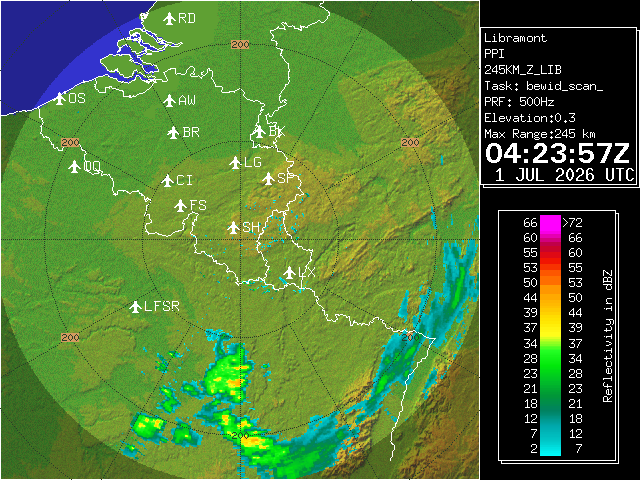 RD
200
OS
AW
BR
BK
200
200
QQ
LG
CI
SP
FS
SH
LX
LFSR
200
200
200
Librament
PPI
245KM_Z_LIB
Task: bewid_scan_
PRF: 500Hz
Elevation:0.3
Max Range:245 km
04:23:57Z
1 JUL 2026 UTC
66 >72
60 66
55 60
53 55
50 53
44 50
39 44
37 39
34 37
28 34
23 28
21 23
18 21
12 18
7 12
2 7
Reflectivity in dBZ